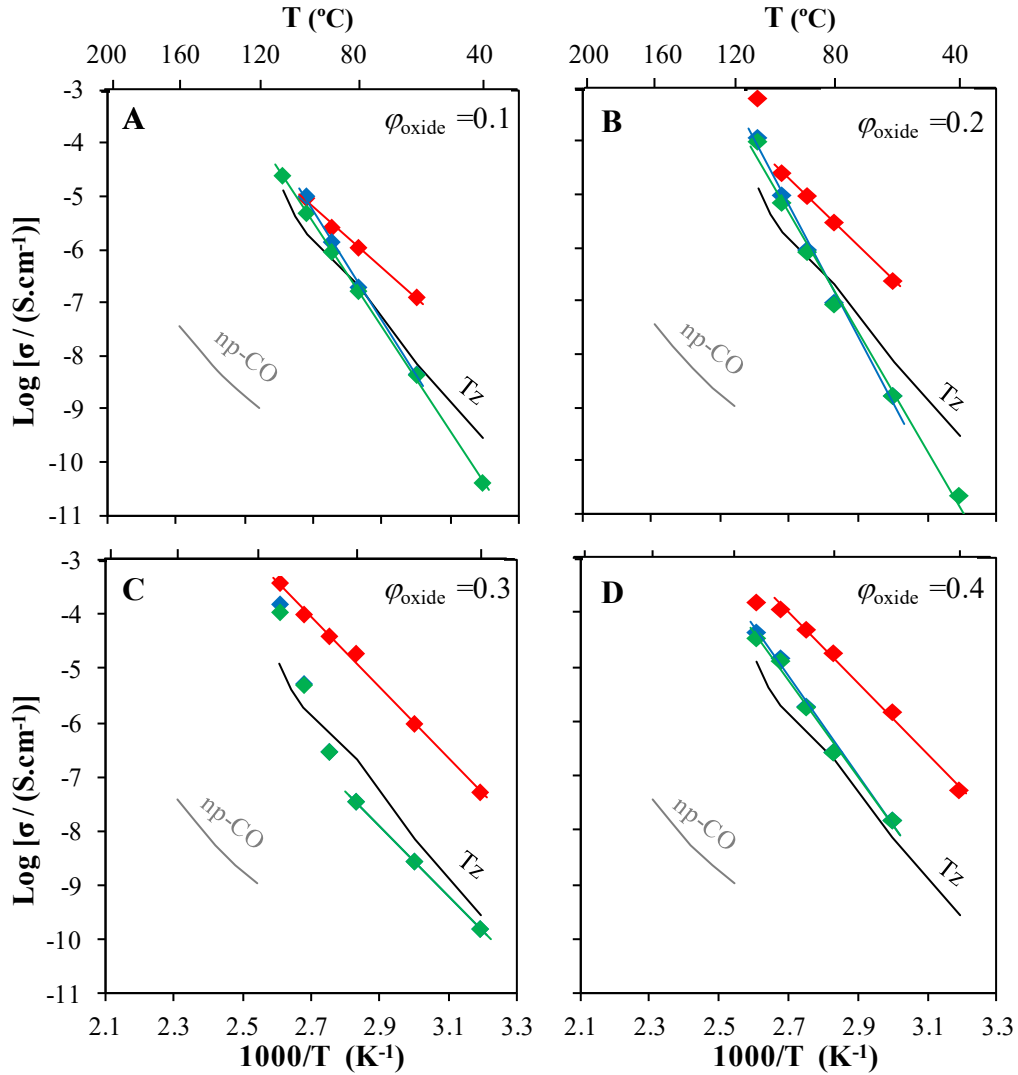 T (ºC) T (ºC)
200 160 120 80 40 200 160 120 80 40
-3
-4
-5
-6
-7
-8
-9
-10
-11
Log [σ / (S.cm⁻¹)]
A φoxide =0.1
np-CO
Tz
B φoxide =0.2
np-CO
Tz
-3
-4
-5
-6
-7
-8
-9
-10
-11
Log [σ / (S.cm⁻¹)]
C φoxide =0.3
np-CO
Tz
D φoxide =0.4
np-CO
Tz
2.1 2.3 2.5 2.7 2.9 3.1 3.3 2.1 2.3 2.5 2.7 2.9 3.1 3.3
1000/T (K⁻¹) 1000/T (K⁻¹)